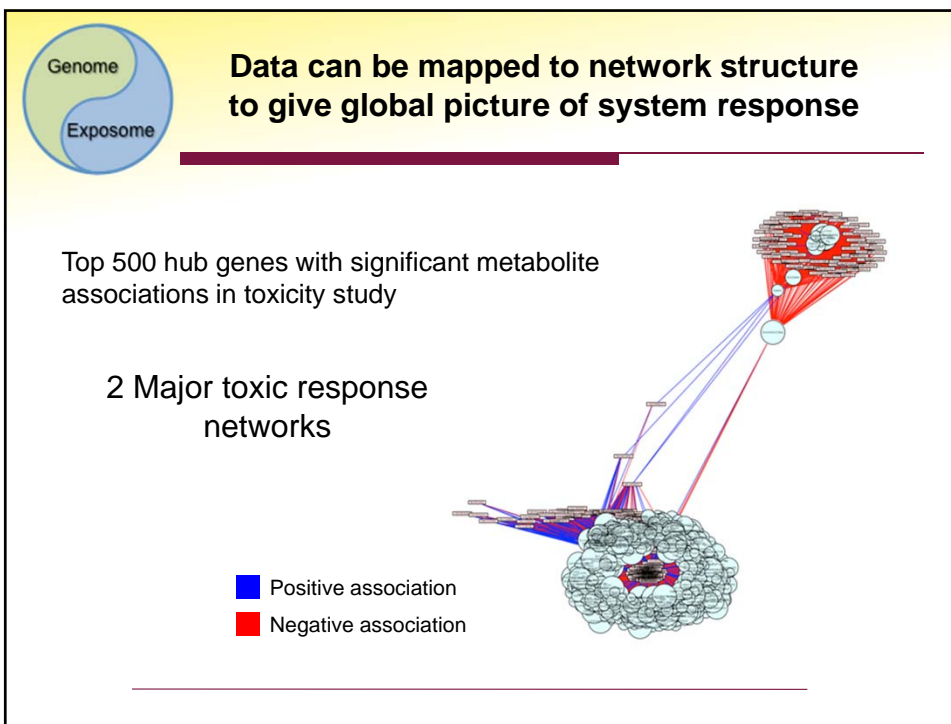 Genome
Exposome
Data can be mapped to network structure
to give global picture of system response
Top 500 hub genes with significant metabolite
associations in toxicity study
2 Major toxic response
networks
Positive association
Negative association